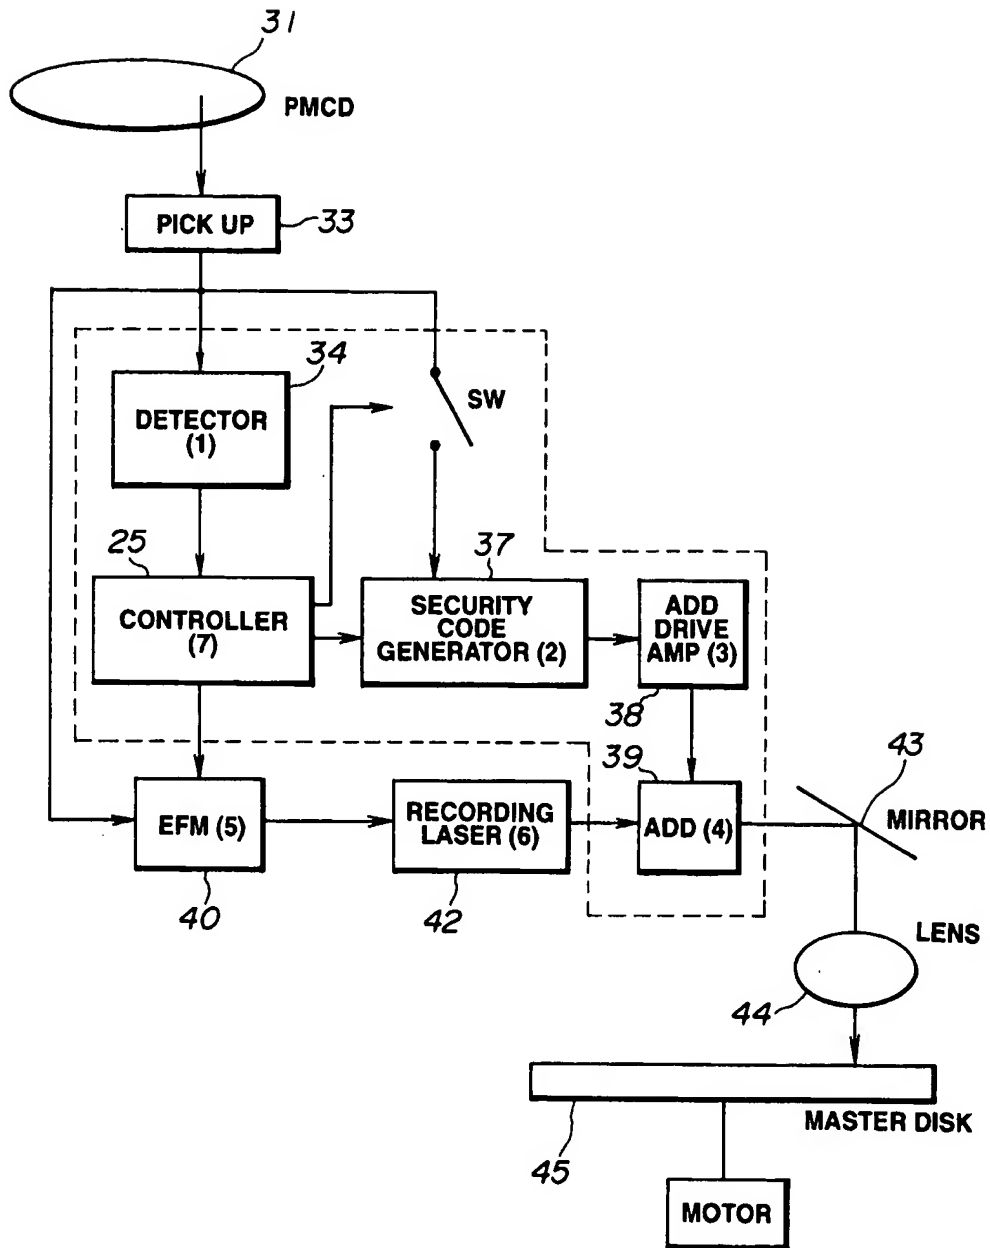 31
PMCD
PICK UP
33
34
DETECTOR
(1)
SW
25
37
CONTROLLER
(7)
SECURITY
CODE
GENERATOR (2)
ADD
DRIVE
AMP (3)
38
39
43
EFM (5)
RECORDING
LASER (6)
ADD (4)
MIRROR
40
42
LENS
44
MASTER DISK
45
MOTOR